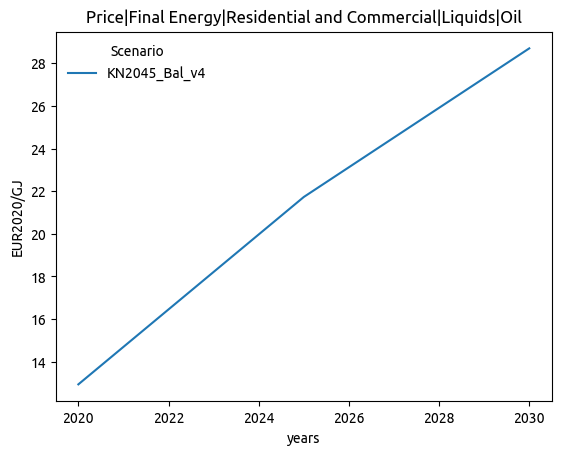 Price|Final Energy|Residential and Commercial|Liquids|Oil
Scenario
KN2045_Bal_v4
EUR2020/GJ
28
26
24
22
20
18
16
14
2020 2022 2024 2026 2028 2030
years